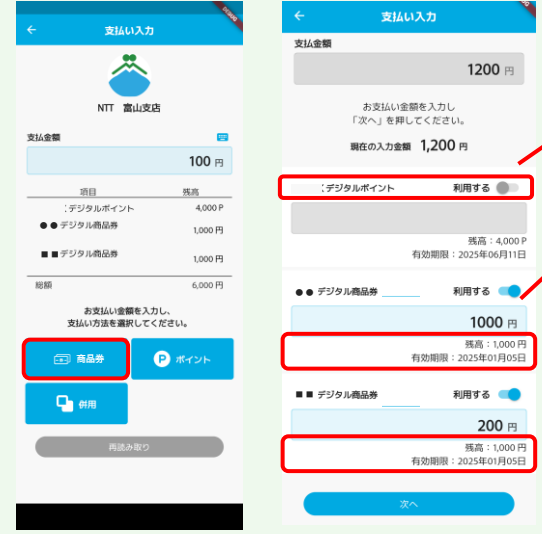 支払い入力
NTT 富山支店
支払金額
100 円
項目 残高
デジタルポイント 4,000 P
●● デジタル商品券 1,000 円
■■ デジタル商品券 1,000 円
総額 6,000 円
お支払い金額を入力し、
支払い方法を選択してください。
商品券
P ポイント
併用
再読み取り
支払い入力
支払金額
1200 円
お支払い金額を入力し
「次へ」を押してください。
現在の入力金額 1,200 円
デジタルポイント 利用する
残高：4,000 P
有効期限：2025年06月11日
●● デジタル商品券 利用する
1000 円
残高：1,000 円
有効期限：2025年01月05日
■■ デジタル商品券 利用する
200 円
残高：1,000 円
有効期限：2025年01月05日
次へ